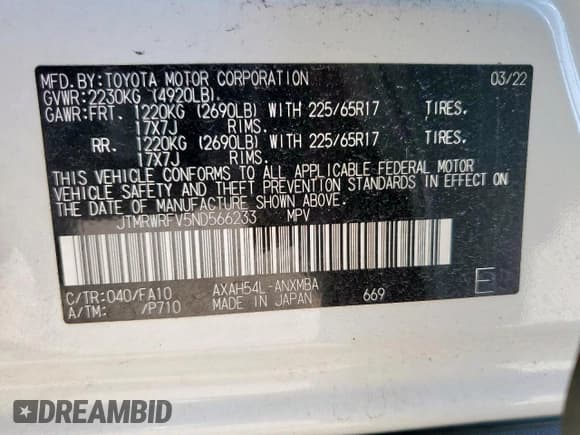 MFD.BY:TOYOTA MOTOR CORPORATION 03/22
GVWR:2230KG (4920LB).
GAWR:FRT. 1220KG (2690LB) WITH 225/65R17 TIRES.
17X7J RIMS.
RR. 1220KG (2690LB) WITH 225/65R17 TIRES.
17X7J RIMS.
THIS VEHICLE CONFORMS TO ALL APPLICABLE FEDERAL MOTOR
VEHICLE SAFETY AND THEFT PREVENTION STANDARDS IN EFFECT
ON THE DATE OF MANUFACTURE SHOWN ABOVE.
JTMRWRFV5ND566233 MPV
C/TR:040/FA10 AXAH54L-ANXMBA
A/TM: /P710 MADE IN JAPAN 669 E
DREAMBID